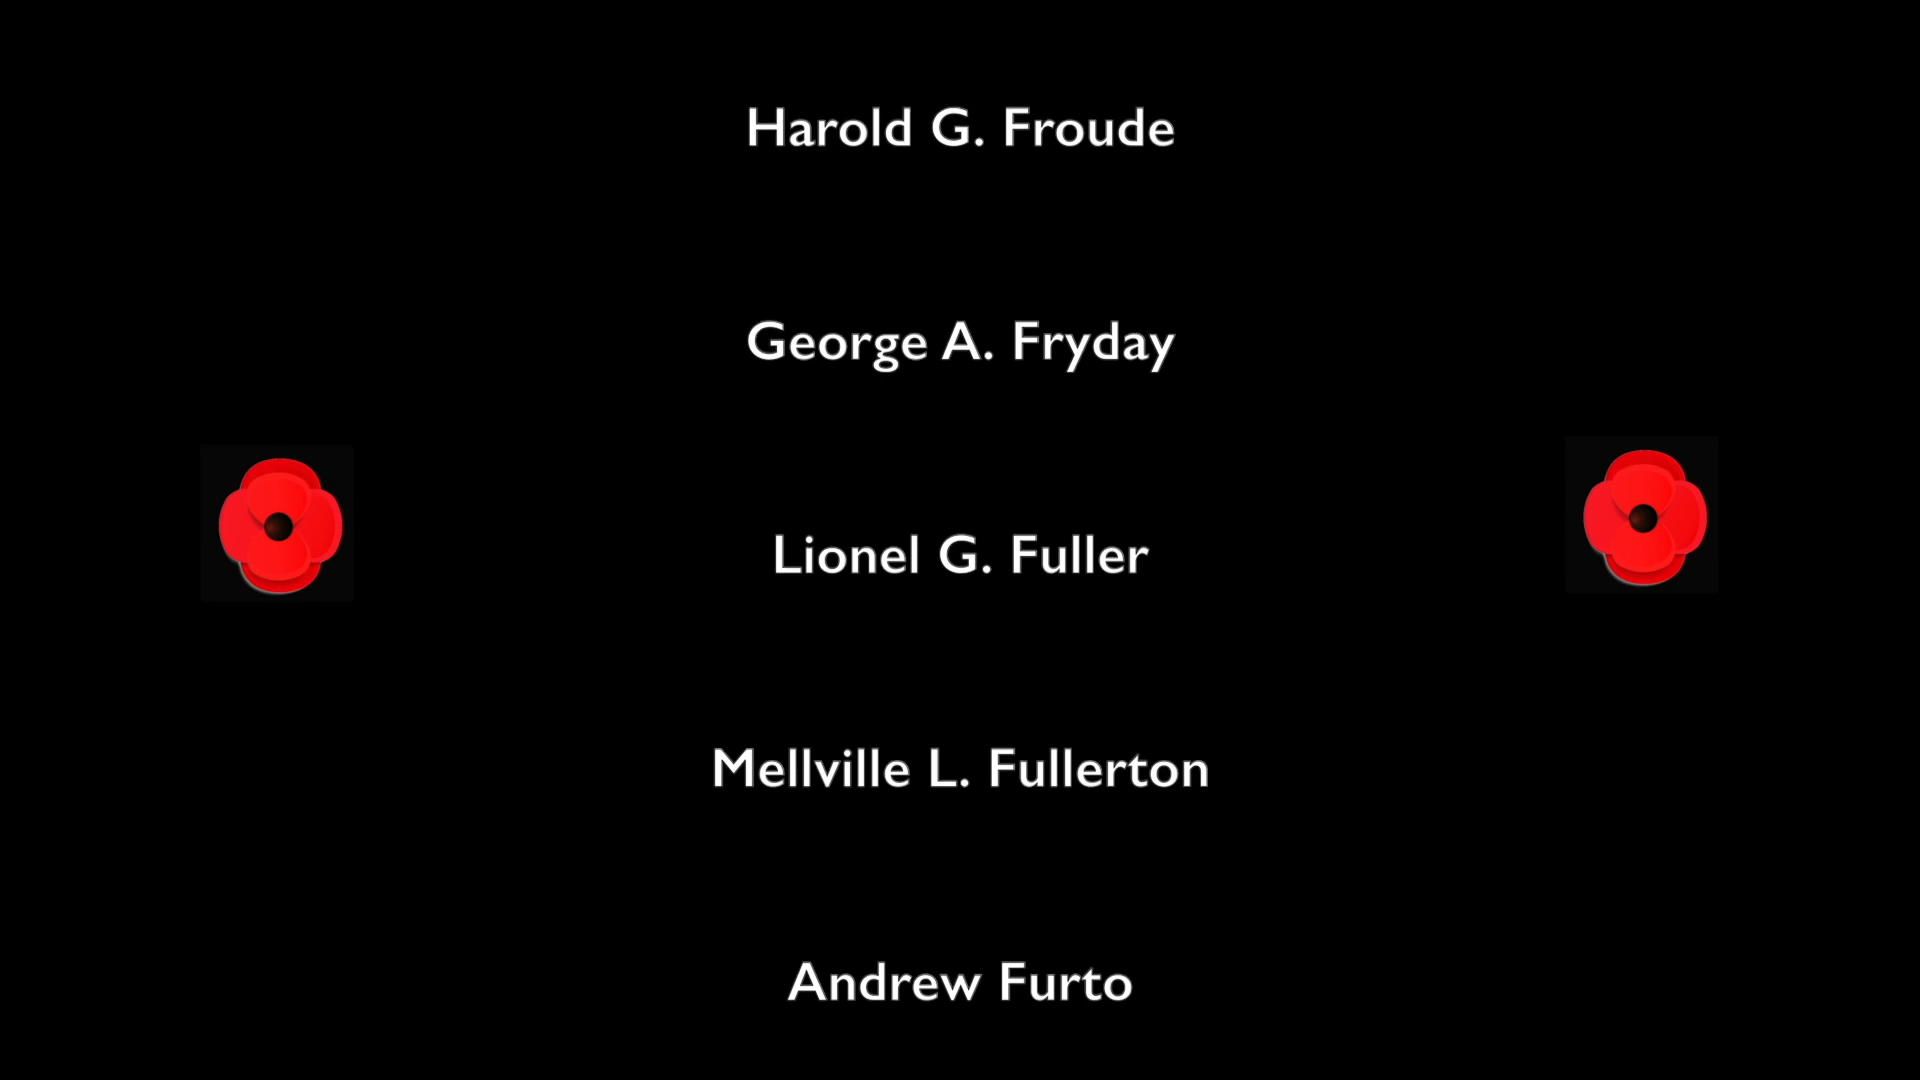 Harold G. Froude
George A. Fryday
Lionel G. Fuller
Mellville L. Fullerton
Andrew Furto